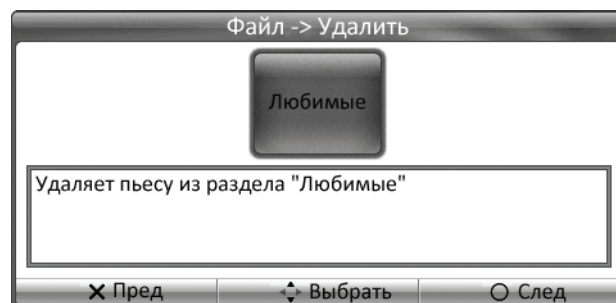 Файл -> Удалить
Любимые
Удаляет пьесу из раздела "Любимые"
Пред Выбрать След